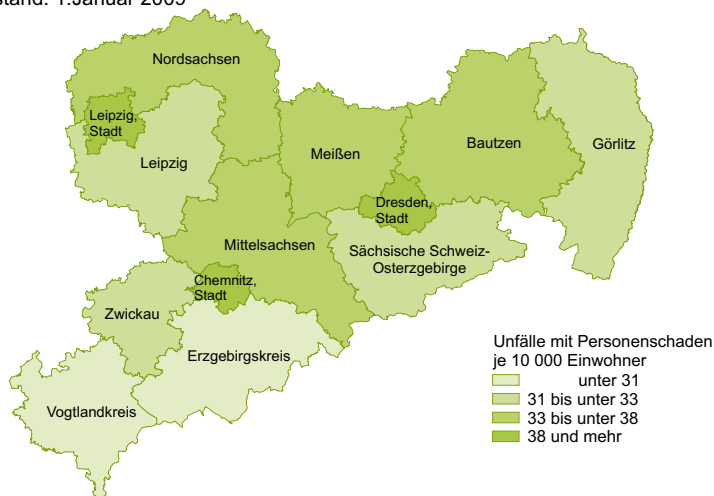 stand: 1.Januar 2009
Nordsachsen
Leipzig,
Stadt
Leipzig
Meißen
Bautzen
Görlitz
Dresden,
Stadt
Mittelsachsen
Sächsische Schweiz-
Osterzgebirge
Chemnitz,
Stadt
Zwickau
Erzgebirgskreis
Vogtlandkreis
Unfälle mit Personenschaden
je 10 000 Einwohner
unter 31
31 bis unter 33
33 bis unter 38
38 und mehr